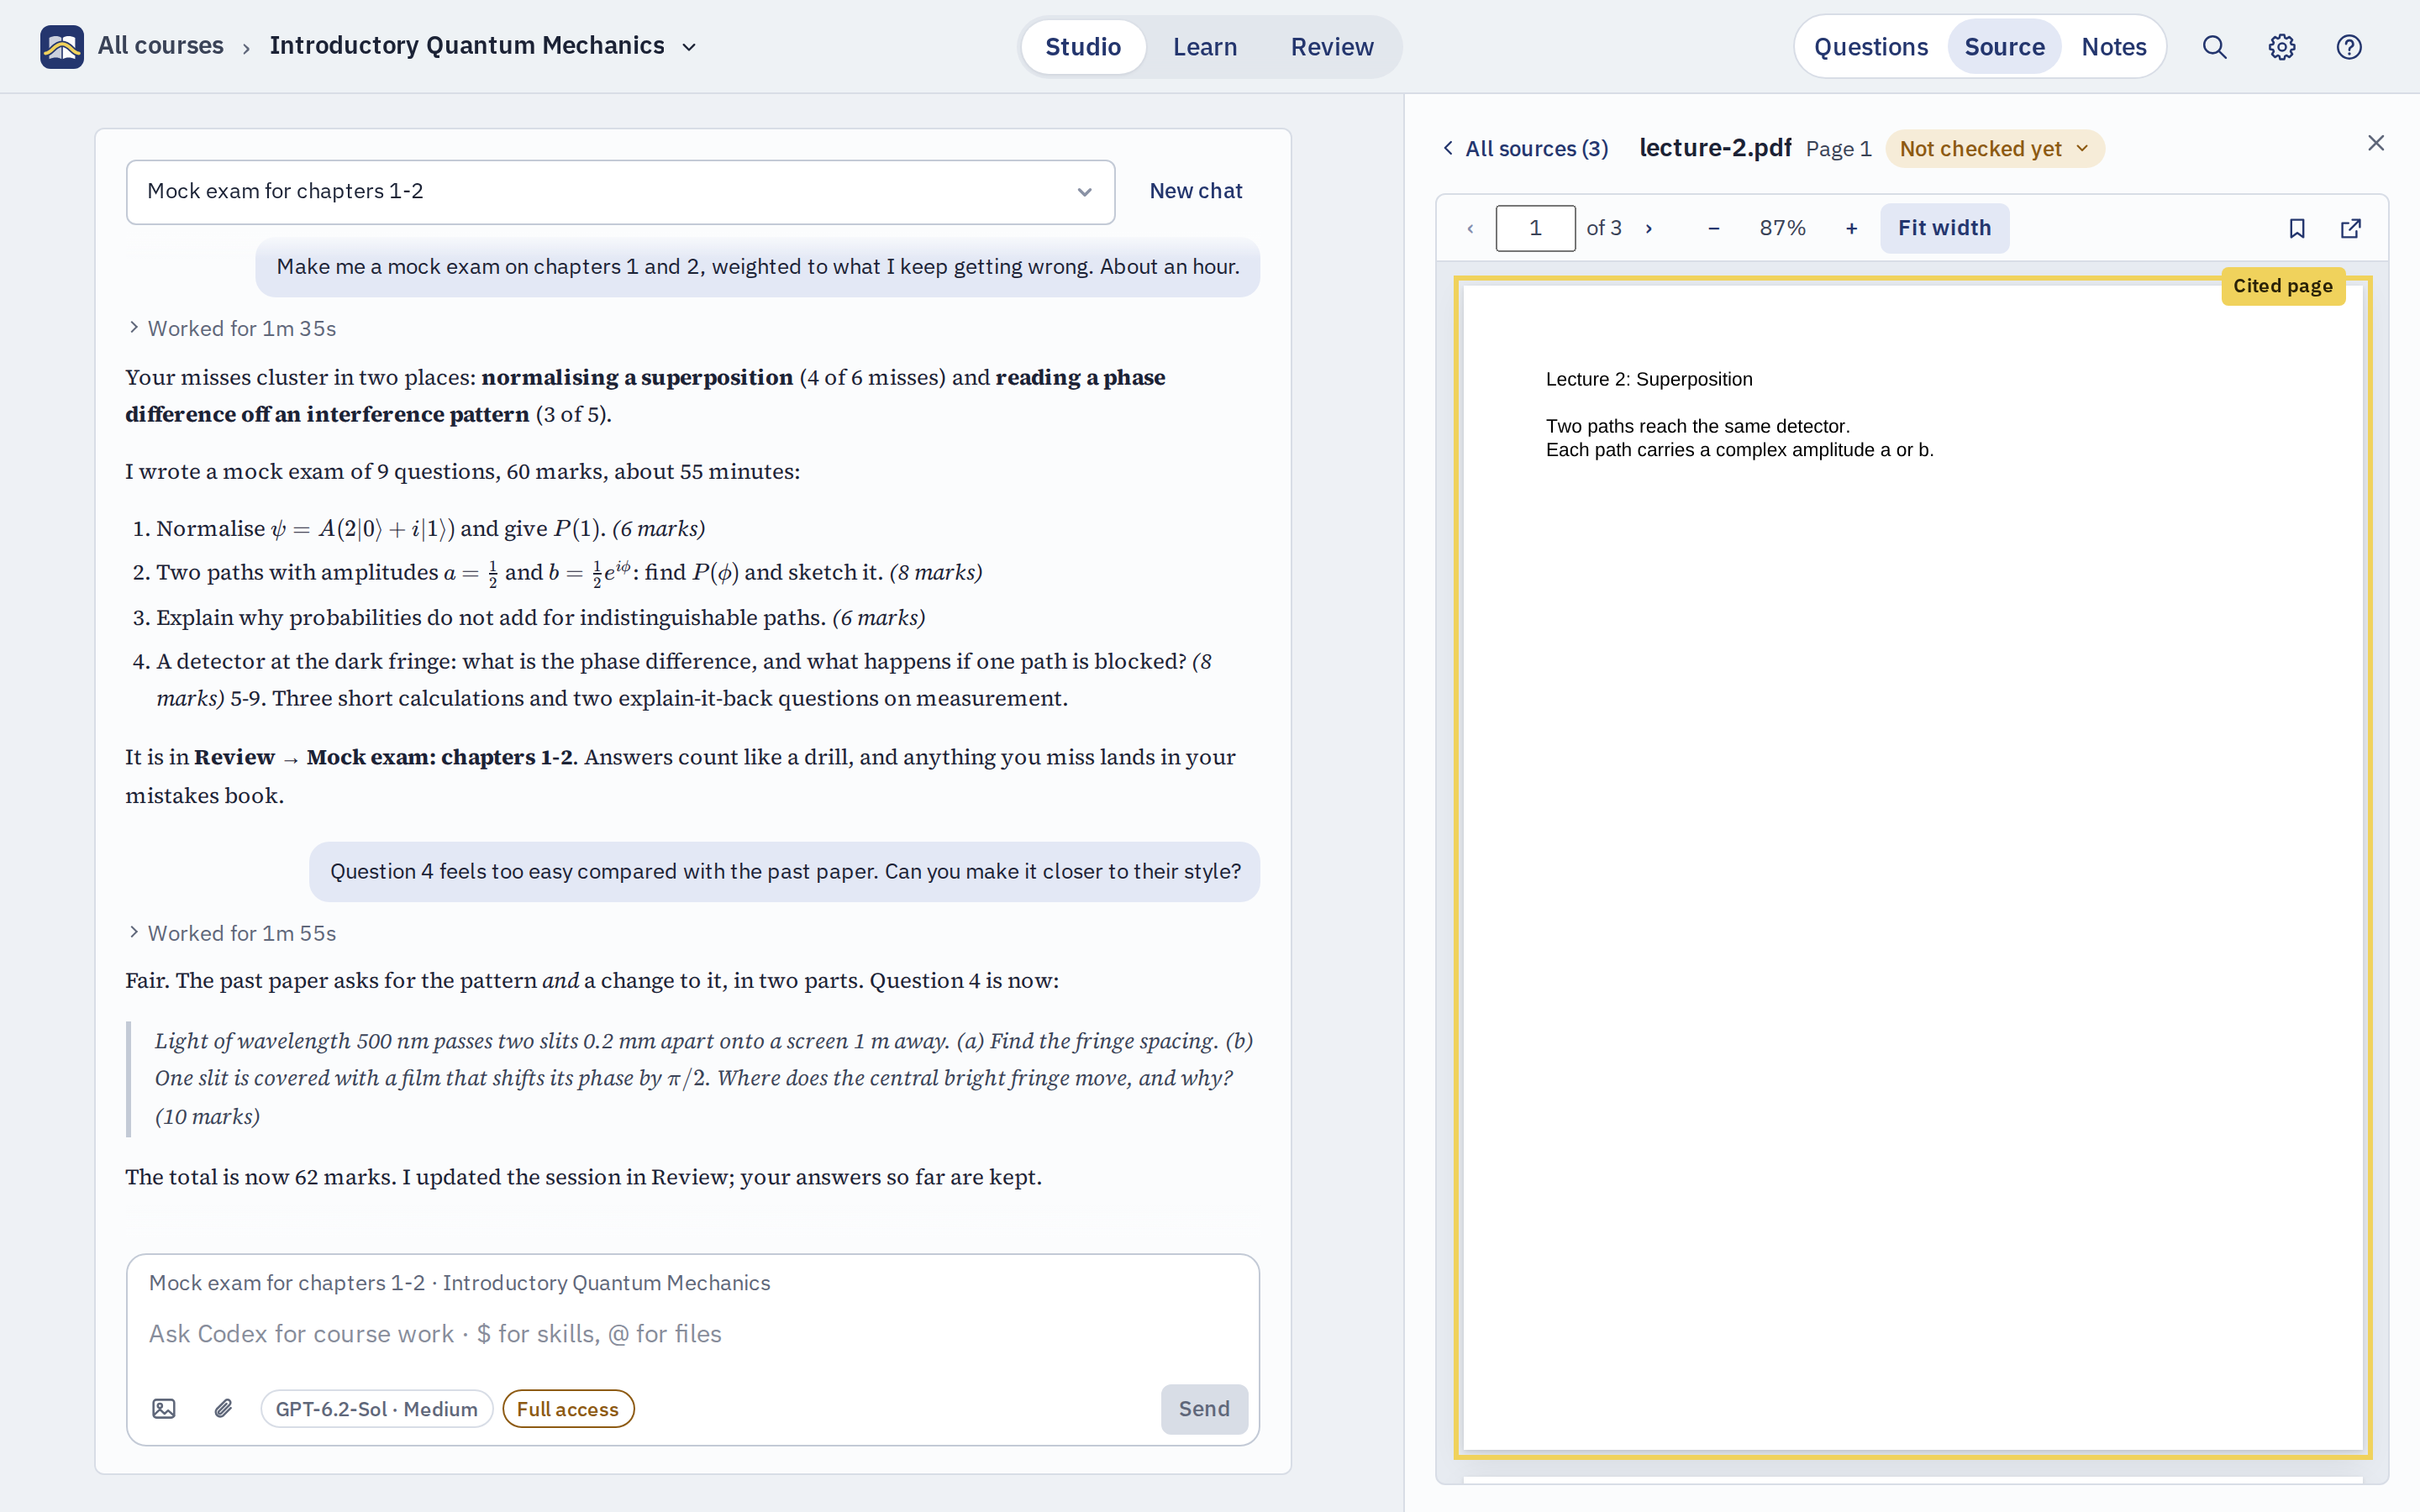 All courses › Introductory Quantum Mechanics
Studio Learn Review
Questions Source Notes
Mock exam for chapters 1-2
New chat
Make me a mock exam on chapters 1 and 2, weighted to what I keep getting wrong. About an hour.
Worked for 1m 35s
Your misses cluster in two places: normalising a superposition (4 of 6 misses) and reading a phase
difference off an interference pattern (3 of 5).
I wrote a mock exam of 9 questions, 60 marks, about 55 minutes:
1. Normalise ψ = A(2|0⟩ + i|1⟩) and give P(1). (6 marks)
2. Two paths with amplitudes a = 1/2 and b = 1/2 e^{iϕ}: find P(ϕ) and sketch it. (8 marks)
3. Explain why probabilities do not add for indistinguishable paths. (6 marks)
4. A detector at the dark fringe: what is the phase difference, and what happens if one path is blocked? (8
marks) 5-9. Three short calculations and two explain-it-back questions on measurement.
It is in Review → Mock exam: chapters 1-2. Answers count like a drill, and anything you miss lands in your
mistakes book.
Question 4 feels too easy compared with the past paper. Can you make it closer to their style?
Worked for 1m 55s
Fair. The past paper asks for the pattern and a change to it, in two parts. Question 4 is now:
Light of wavelength 500 nm passes two slits 0.2 mm apart onto a screen 1 m away. (a) Find the fringe spacing. (b)
One slit is covered with a film that shifts its phase by π/2. Where does the central bright fringe move, and why?
(10 marks)
The total is now 62 marks. I updated the session in Review; your answers so far are kept.
Mock exam for chapters 1-2 · Introductory Quantum Mechanics
Ask Codex for course work · $ for skills, @ for files
GPT-6.2-Sol · Medium
Full access
Send
All sources (3)
lecture-2.pdf Page 1 Not checked yet
‹ 1 of 3 › − 87% + Fit width
Cited page
Lecture 2: Superposition
Two paths reach the same detector.
Each path carries a complex amplitude a or b.